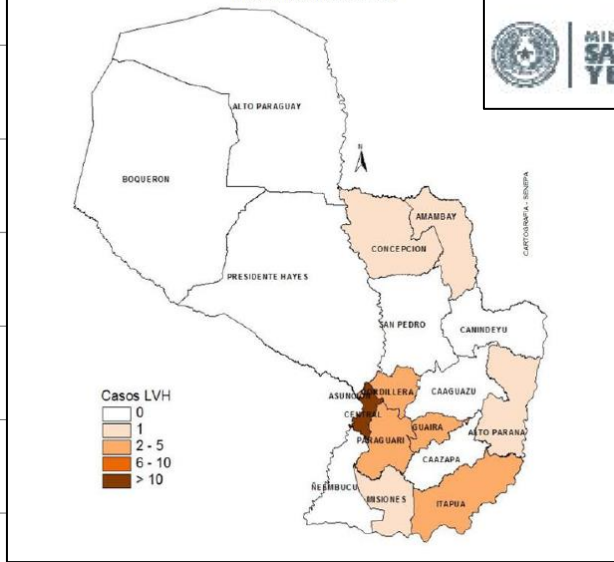 ALTO PARAGUAY
BOQUERON
N
AMAMBAY
CONCEPCION
CARTOGRAFIA - SENEPA
PRESIDENTE HAYES
SAN PEDRO
CANINDEYU
Casos LVH
0
1
2 - 5
6 - 10
> 10
ASUNCION
CORDILLERA
CAAGUAZU
CENTRAL
GUAIRA
ALTO PARANA
PARAGUARI
CAAZAPA
ÑEEMBUCU
MISIONES
ITAPUA